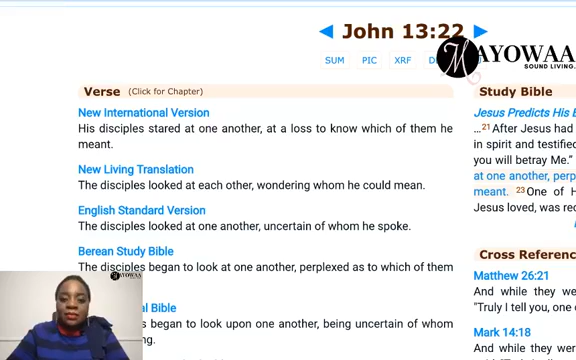 John 13:22
SUM PIC XRF
MAYOWAA
SOUND LIVING.
Verse (Click for Chapter)
New International Version
His disciples stared at one another, at a loss to know which of them he
meant.
New Living Translation
The disciples looked at each other, wondering whom he could mean.
English Standard Version
The disciples looked at one another, uncertain of whom he spoke.
Berean Study Bible
The disciples began to look at one another, perplexed as to which of them
al Bible
s began to look upon one another, being uncertain of whom
ng.
Study Bible
Jesus Predicts His
…21 After Jesus had
in spirit and testified
you will betray Me.”
at one another, perp
meant. 23 One of H
Jesus loved, was rec
Cross Referenc
Matthew 26:21
And while they we
"Truly I tell you, one
Mark 14:18
And while they wer
MAYOWAA